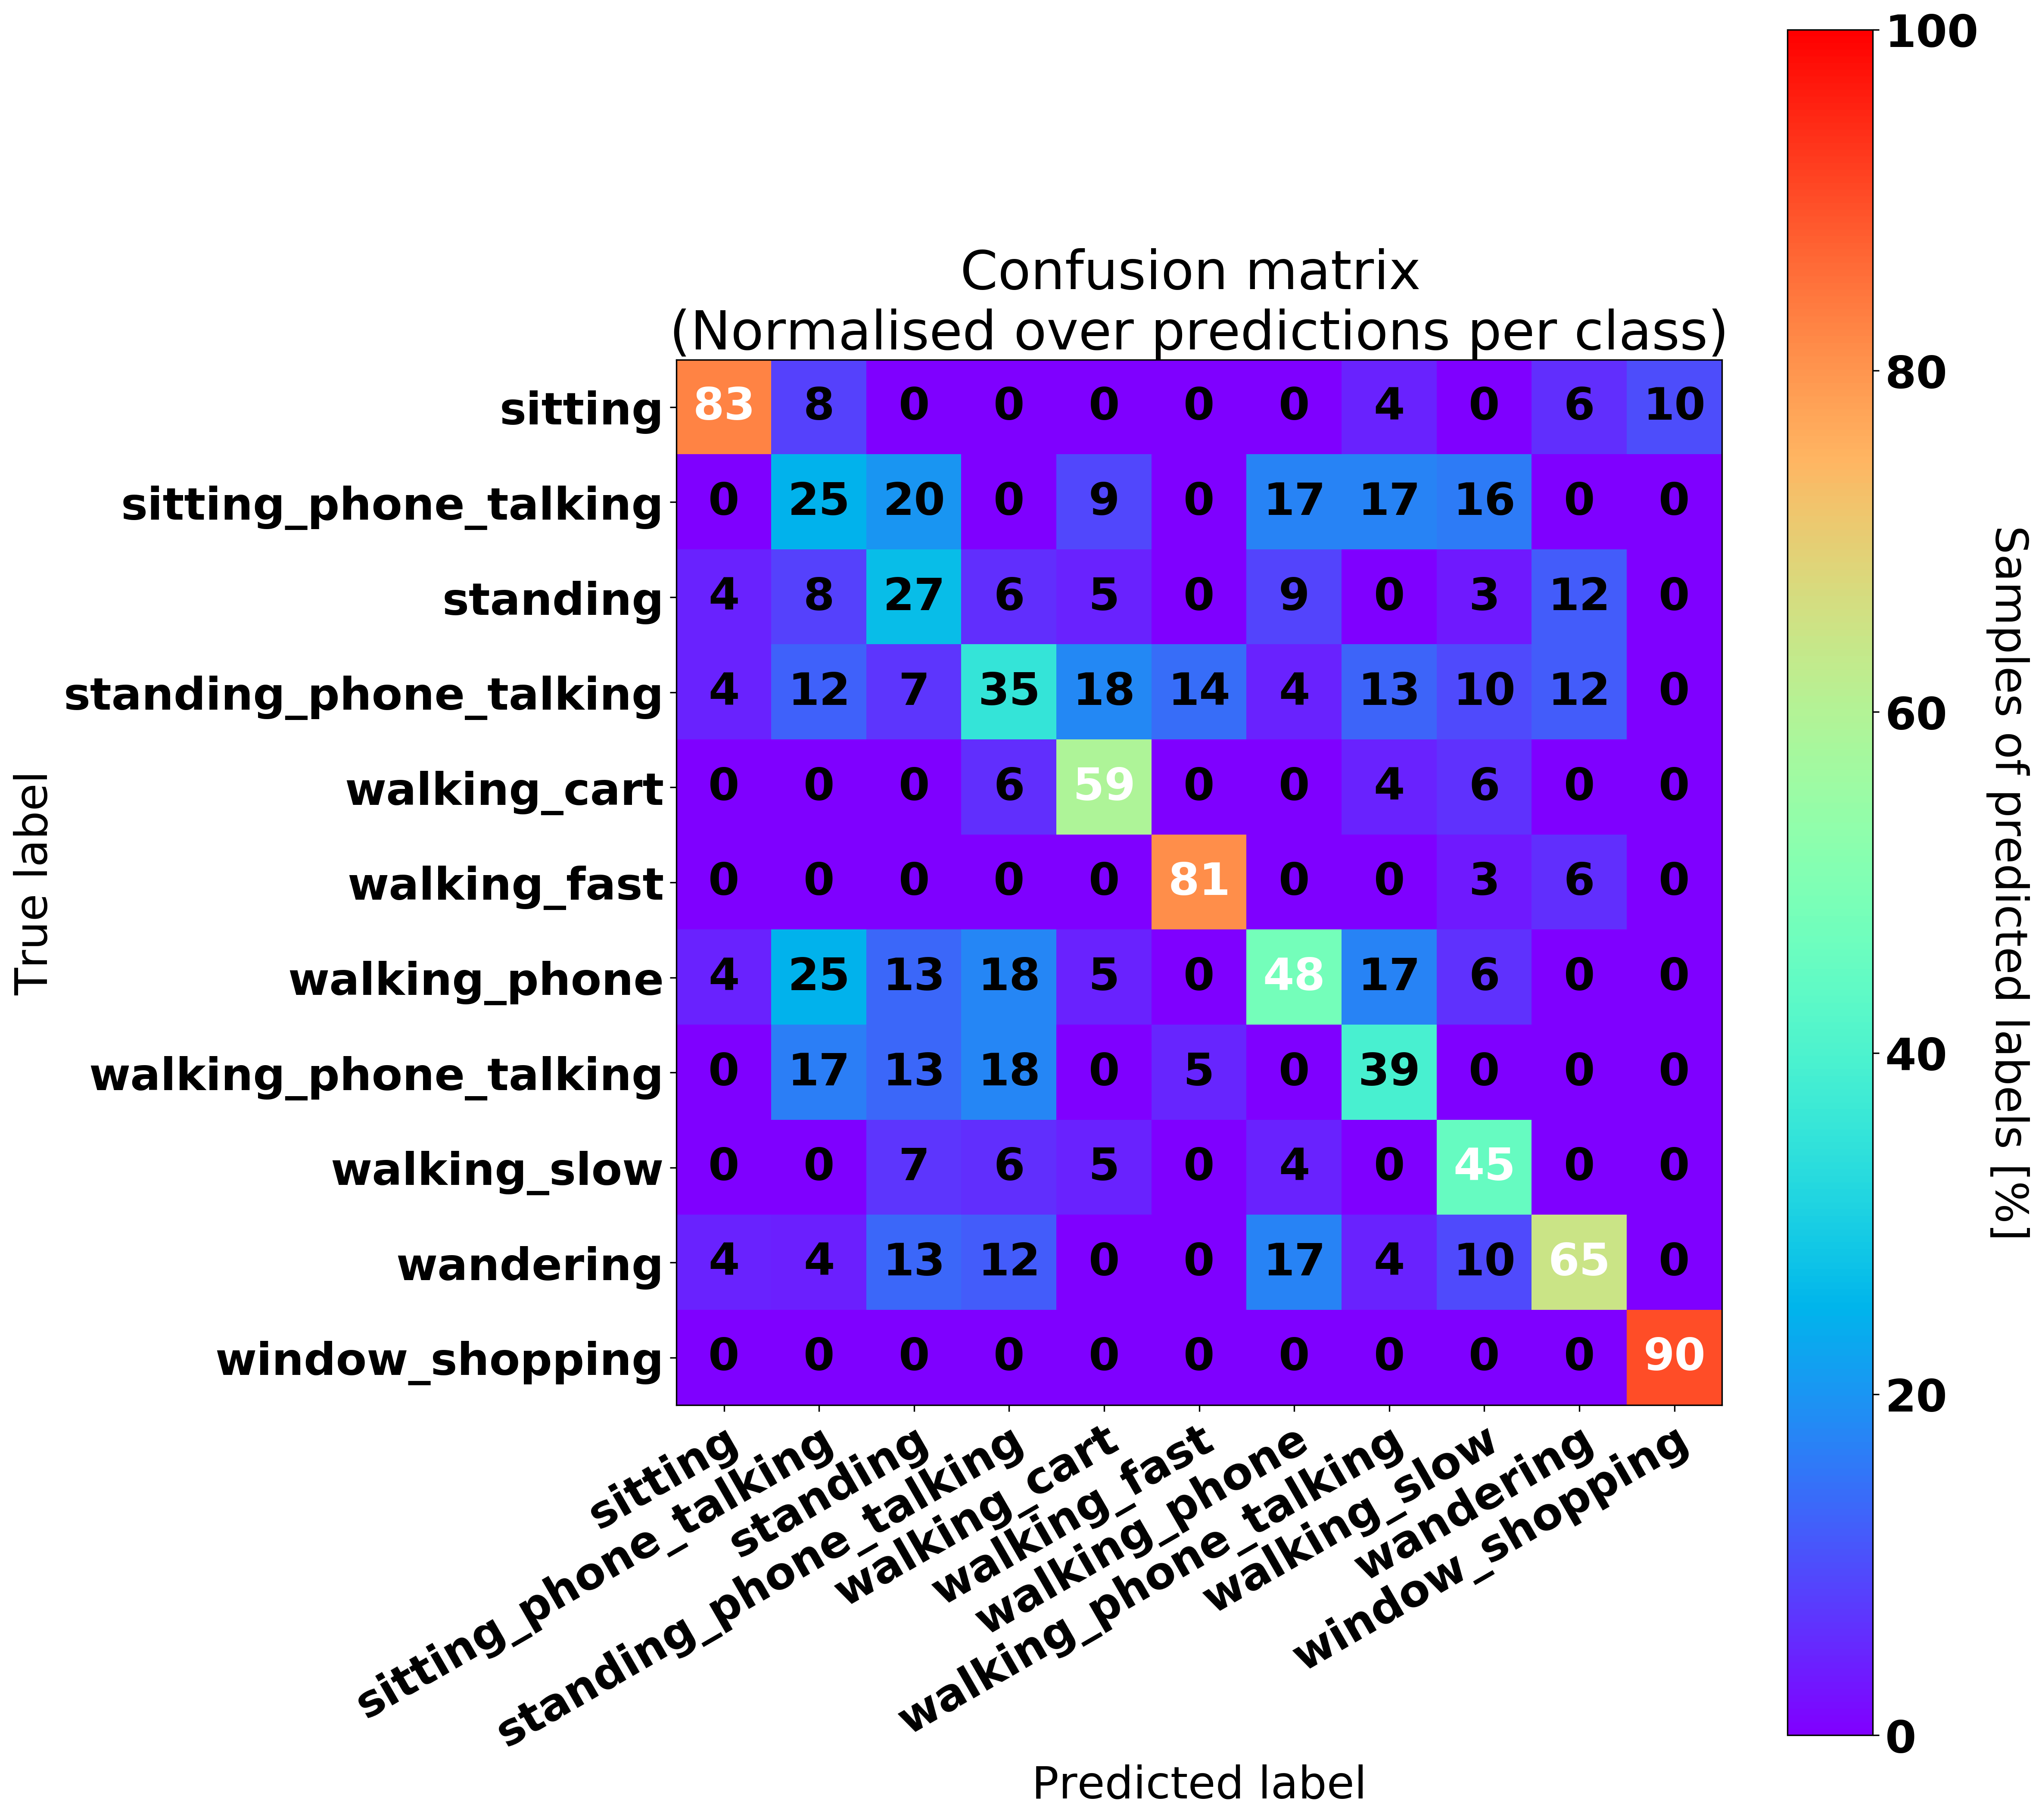 Confusion matrix
(Normalised over predictions per class)
sitting 83 8 0 0 0 0 0 4 0 6 10
sitting_phone_talking 0 25 20 0 9 0 17 17 16 0 0
standing 4 8 27 6 5 0 9 0 3 12 0
standing_phone_talking 4 12 7 35 18 14 4 13 10 12 0
walking_cart 0 0 0 6 59 0 0 4 6 0 0
walking_fast 0 0 0 0 0 81 0 0 3 6 0
walking_phone 4 25 13 18 5 0 48 17 6 0 0
walking_phone_talking 0 17 13 18 0 5 0 39 0 0 0
walking_slow 0 0 7 6 5 0 4 0 45 0 0
wandering 4 4 13 12 0 0 17 4 10 65 0
window_shopping 0 0 0 0 0 0 0 0 0 0 90
sitting
sitting_phone_talking
standing
standing_phone_talking
walking_cart
walking_fast
walking_phone
walking_phone_talking
walking_slow
wandering
window_shopping
Predicted label
True label
100
80
60
40
20
0
Samples of predicted labels [%]